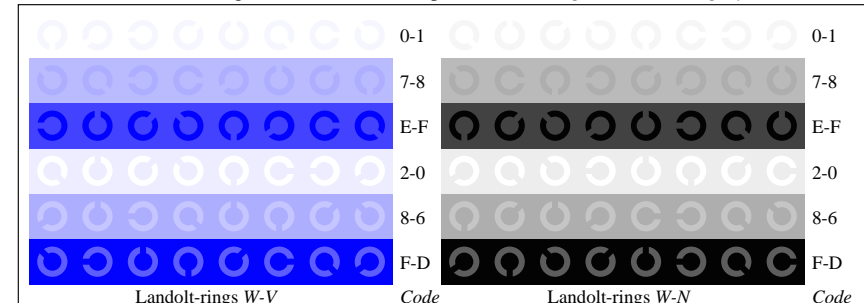 0-1 0-1
7-8 7-8
E-F E-F
2-0 2-0
8-6 8-6
F-D F-D
Landolt-rings W-V Code Landolt-rings W-N Code